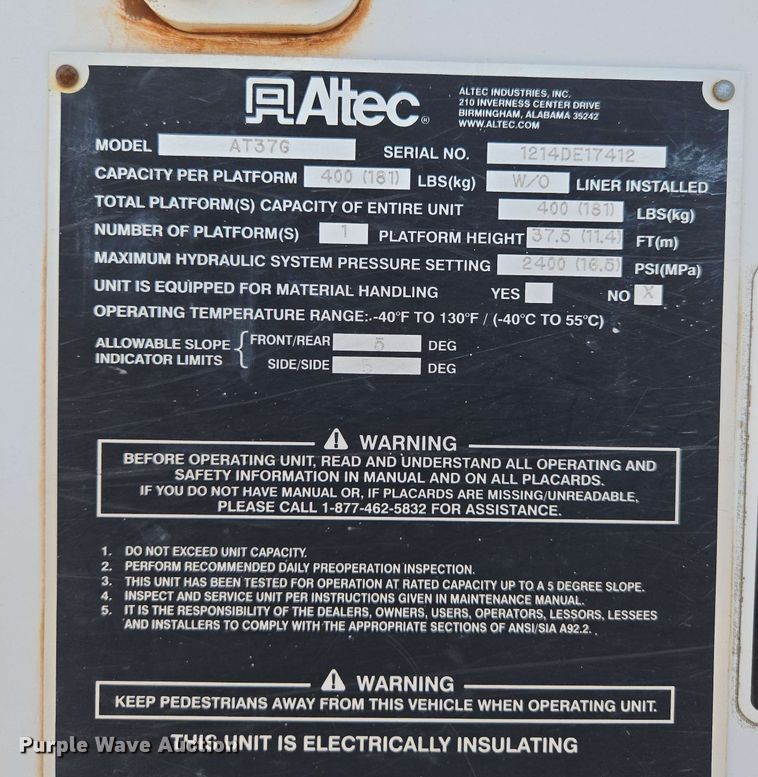 Altec®
ALTEC INDUSTRIES, INC.
210 INVERNESS CENTER DRIVE
BIRMINGHAM, ALABAMA 35242
WWW.ALTEC.COM
MODEL AT37G SERIAL NO. 1214DE17412
CAPACITY PER PLATFORM 400 (181) LBS(kg) W/O LINER INSTALLED
TOTAL PLATFORM(S) CAPACITY OF ENTIRE UNIT 400 (181) LBS(kg)
NUMBER OF PLATFORM(S) 1 PLATFORM HEIGHT 37.5 (11.4) FT(m)
MAXIMUM HYDRAULIC SYSTEM PRESSURE SETTING 2400 (16.5) PSI(MPa)
UNIT IS EQUIPPED FOR MATERIAL HANDLING YES NO X
OPERATING TEMPERATURE RANGE: -40°F TO 130°F / (-40°C TO 55°C)
ALLOWABLE SLOPE INDICATOR LIMITS
FRONT/REAR 5 DEG
SIDE/SIDE 5 DEG
WARNING
BEFORE OPERATING UNIT, READ AND UNDERSTAND ALL OPERATING AND
SAFETY INFORMATION IN MANUAL AND ON ALL PLACARDS.
IF YOU DO NOT HAVE MANUAL OR, IF PLACARDS ARE MISSING/UNREADABLE,
PLEASE CALL 1-877-462-5832 FOR ASSISTANCE.
1. DO NOT EXCEED UNIT CAPACITY.
2. PERFORM RECOMMENDED DAILY PREOPERATION INSPECTION.
3. THIS UNIT HAS BEEN TESTED FOR OPERATION AT RATED CAPACITY UP TO A 5 DEGREE SLOPE.
4. INSPECT AND SERVICE UNIT PER INSTRUCTIONS GIVEN IN MAINTENANCE MANUAL.
5. IT IS THE RESPONSIBILITY OF THE DEALERS, OWNERS, USERS, OPERATORS, LESSORS, LESSEES
AND INSTALLERS TO COMPLY WITH THE APPROPRIATE SECTIONS OF ANSI/SIA A92.2.
WARNING
KEEP PEDESTRIANS AWAY FROM THIS VEHICLE WHEN OPERATING UNIT.
THIS UNIT IS ELECTRICALLY INSULATING
Purple Wave Auction